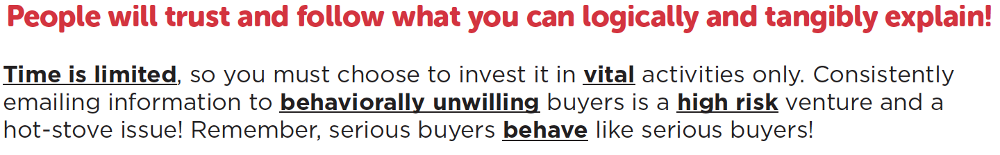 People will trust and follow what you can logically and tangibly explain!
Time is limited, so you must choose to invest it in vital activities only. Consistently
emailing information to behaviorally unwilling buyers is a high risk venture and a
hot-stove issue! Remember, serious buyers behave like serious buyers!